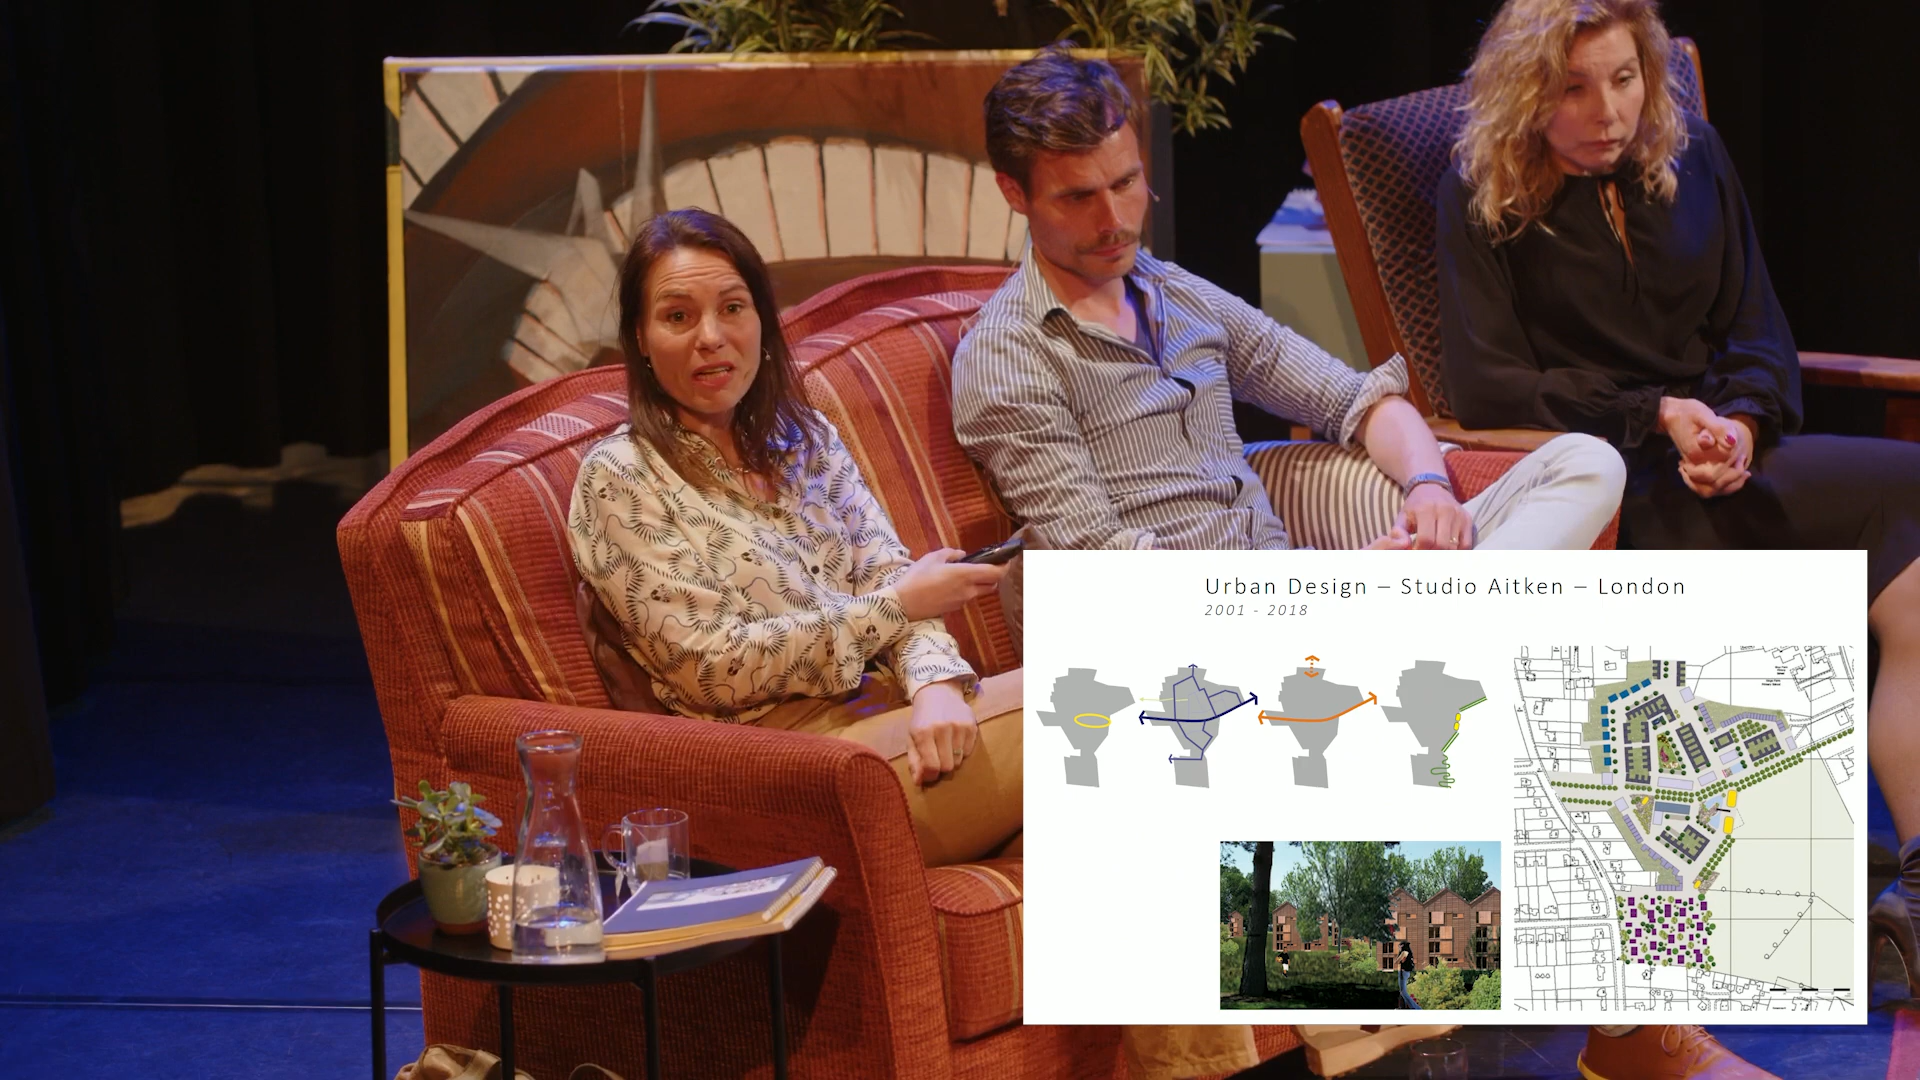 Urban Design – Studio Aitken – London
2001 - 2018